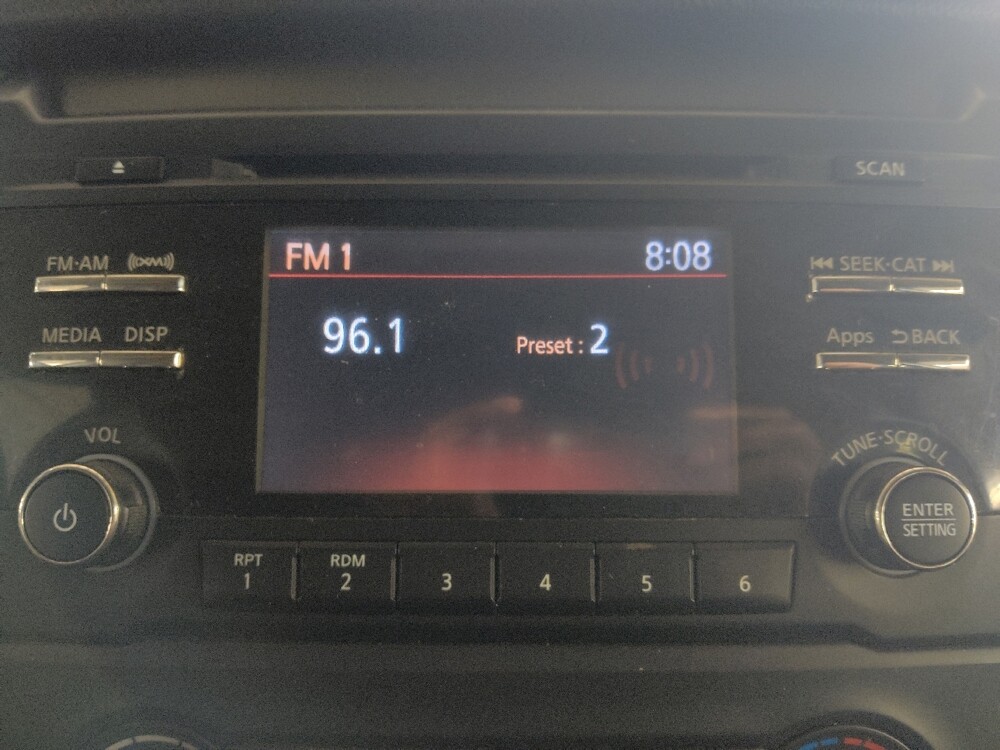 SCAN
FM·AM ((XM))
MEDIA DISP
VOL
FM 1 8:08
96.1 Preset : 2
SEEK·CAT
Apps BACK
TUNE·SCROLL
ENTER
SETTING
RPT RDM
1 2 3 4 5 6